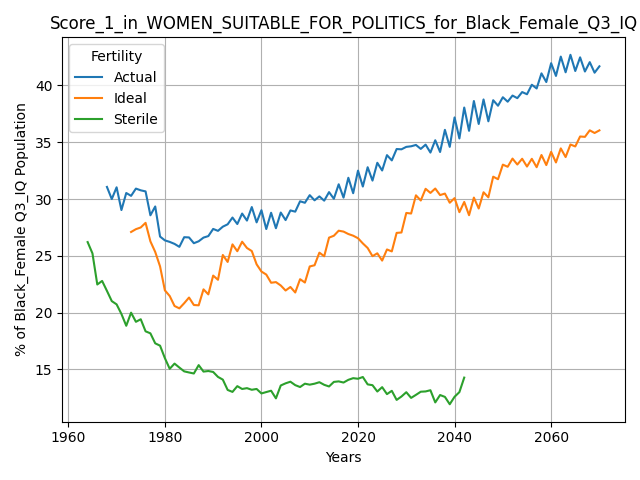 Score_1_in_WOMEN_SUITABLE_FOR_POLITICS_for_Black_Female_Q3_IQ
Fertility
Actual
Ideal
Sterile
% of Black_Female Q3_IQ Population
40
35
30
25
20
15
1960 1980 2000 2020 2040 2060
Years